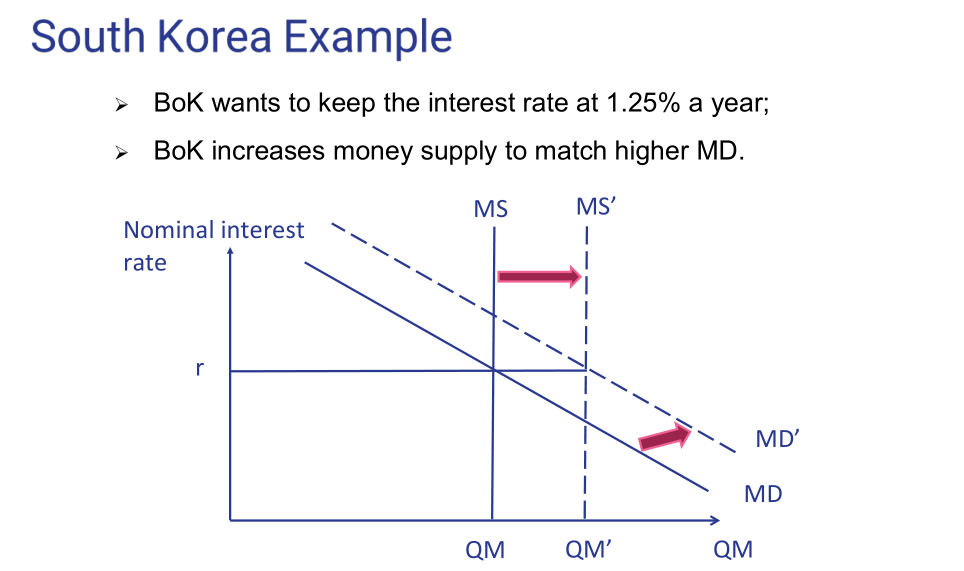 South Korea Example
➢ BoK wants to keep the interest rate at 1.25% a year;
➢ BoK increases money supply to match higher MD.
MS MS’
Nominal interest
rate
r
MD’
MD
QM QM’ QM